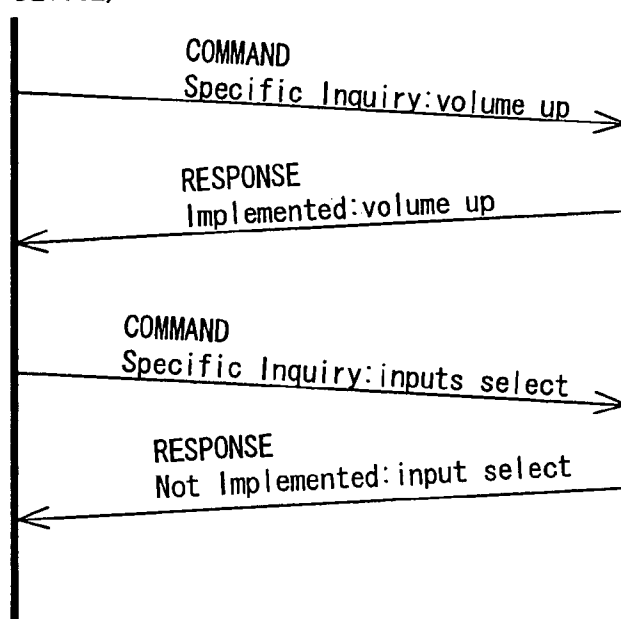 COMMAND
Specific Inquiry:volume up
RESPONSE
Implemented:volume up
COMMAND
Specific Inquiry:inputs select
RESPONSE
Not Implemented:input select